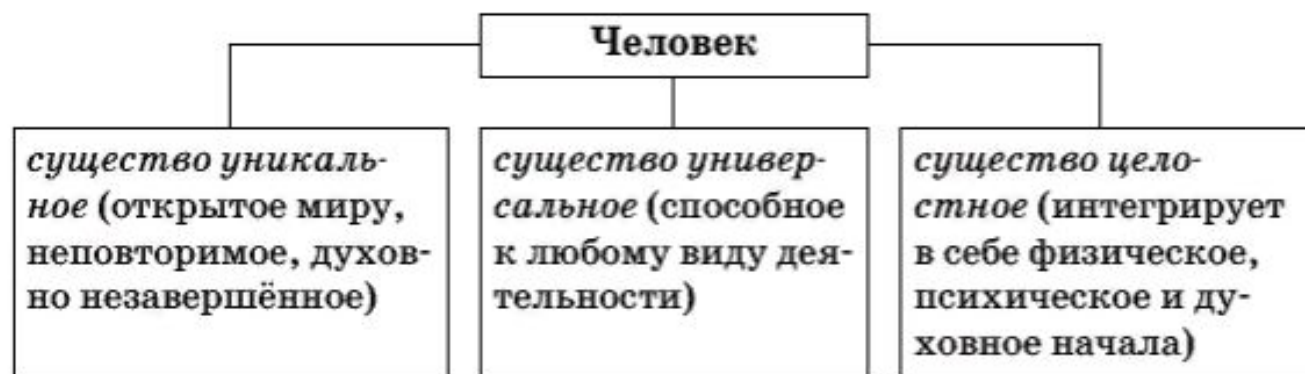 Человек
существо уникаль-
ное (открытое миру,
неповторимое, духов-
но незавершённое)
существо универ-
сальное (способное
к любому виду дея-
тельности)
существо цело-
стное (интегрирует
в себе физическое,
психическое и ду-
ховное начала)